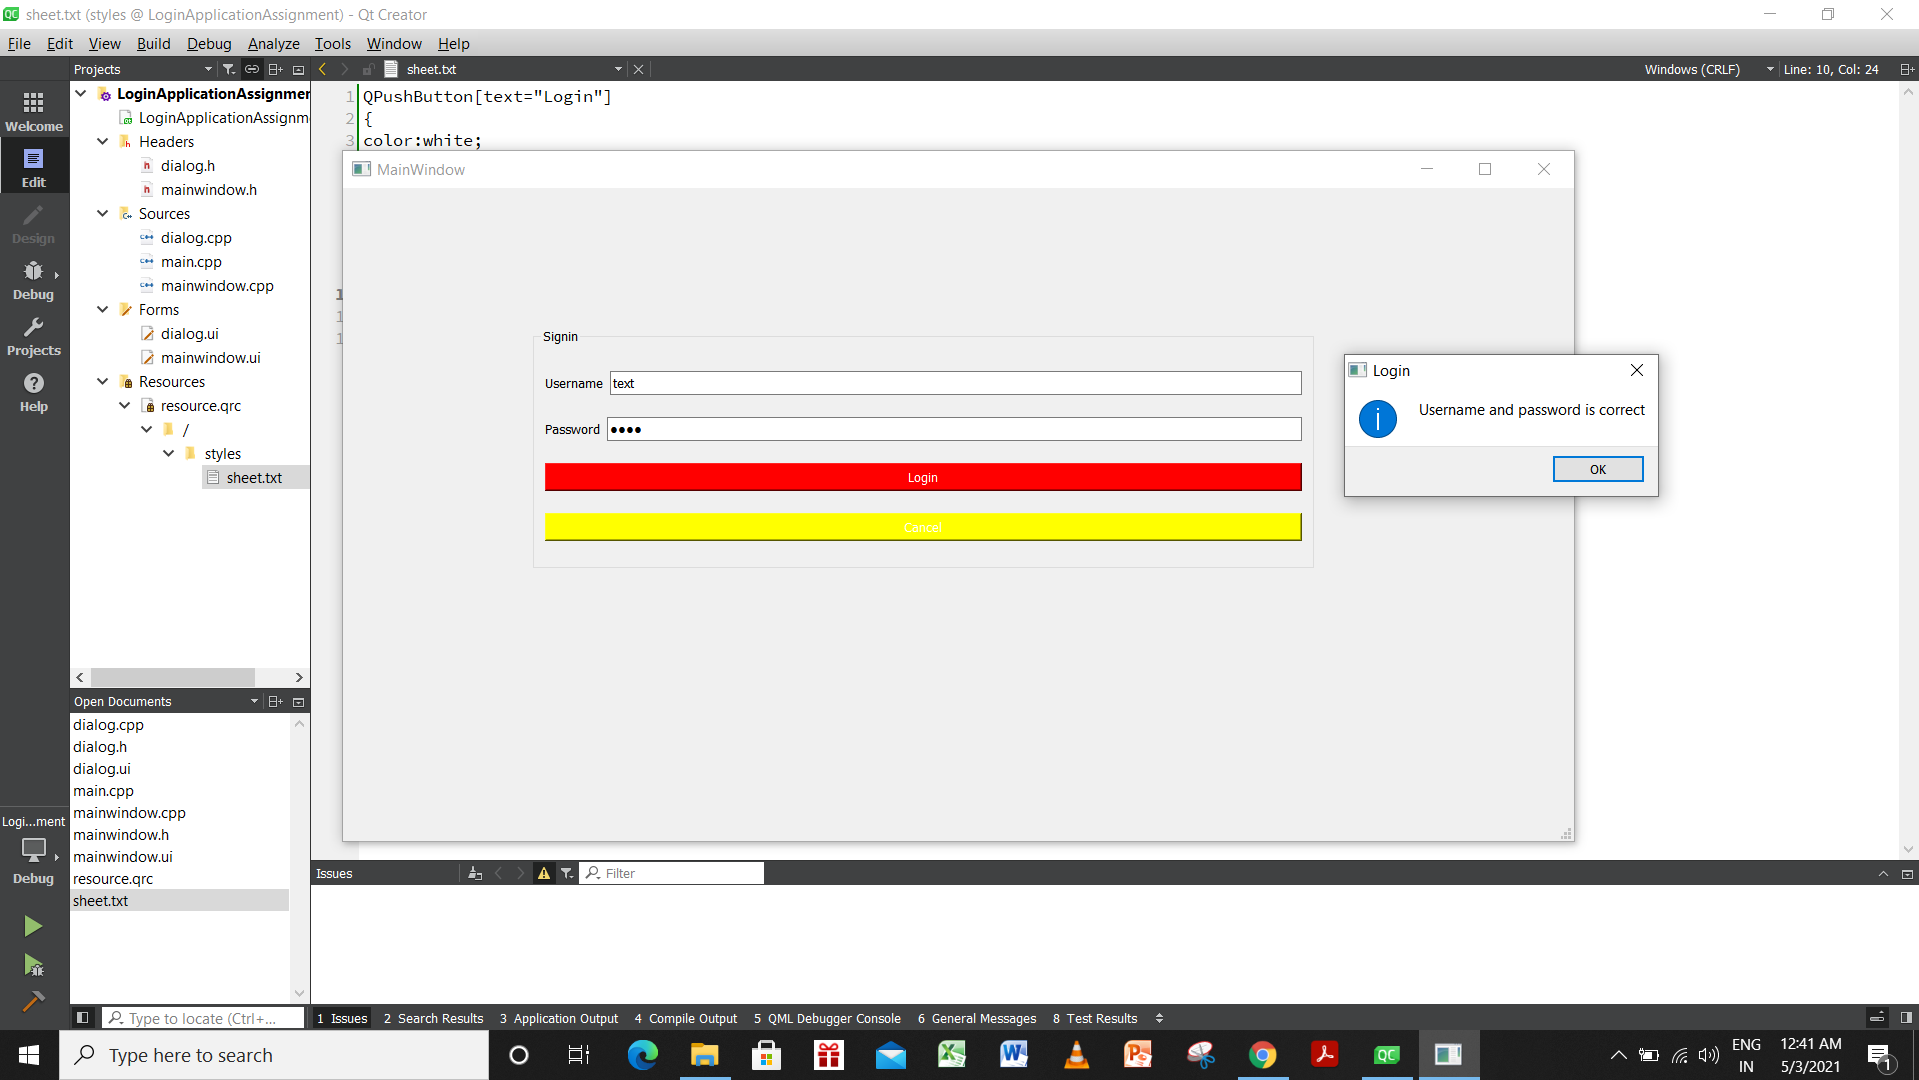 sheet.txt (styles @ LoginApplicationAssignment) - Qt Creator
File Edit View Build Debug Analyze Tools Window Help
Projects
sheet.txt
Windows (CRLF)
Line: 10, Col: 24
Welcome
Edit
Design
Debug
Projects
Help
LoginApplicationAssignmer
LoginApplicationAssignm
Headers
dialog.h
mainwindow.h
Sources
dialog.cpp
main.cpp
mainwindow.cpp
Forms
dialog.ui
mainwindow.ui
Resources
resource.qrc
/
styles
sheet.txt
1 QPushButton[text="Login"]
2 {
3 color:white;
1
1
1
MainWindow
Signin
Username text
Password ●●●●
Login
Cancel
Login
Username and password is correct
OK
Open Documents
dialog.cpp
dialog.h
dialog.ui
main.cpp
mainwindow.cpp
mainwindow.h
mainwindow.ui
resource.qrc
sheet.txt
Logi...ment
Debug
Issues
Filter
Type to locate (Ctrl+...
1 Issues 2 Search Results 3 Application Output 4 Compile Output 5 QML Debugger Console 6 General Messages 8 Test Results
Type here to search
ENG
IN
12:41 AM
5/3/2021
1